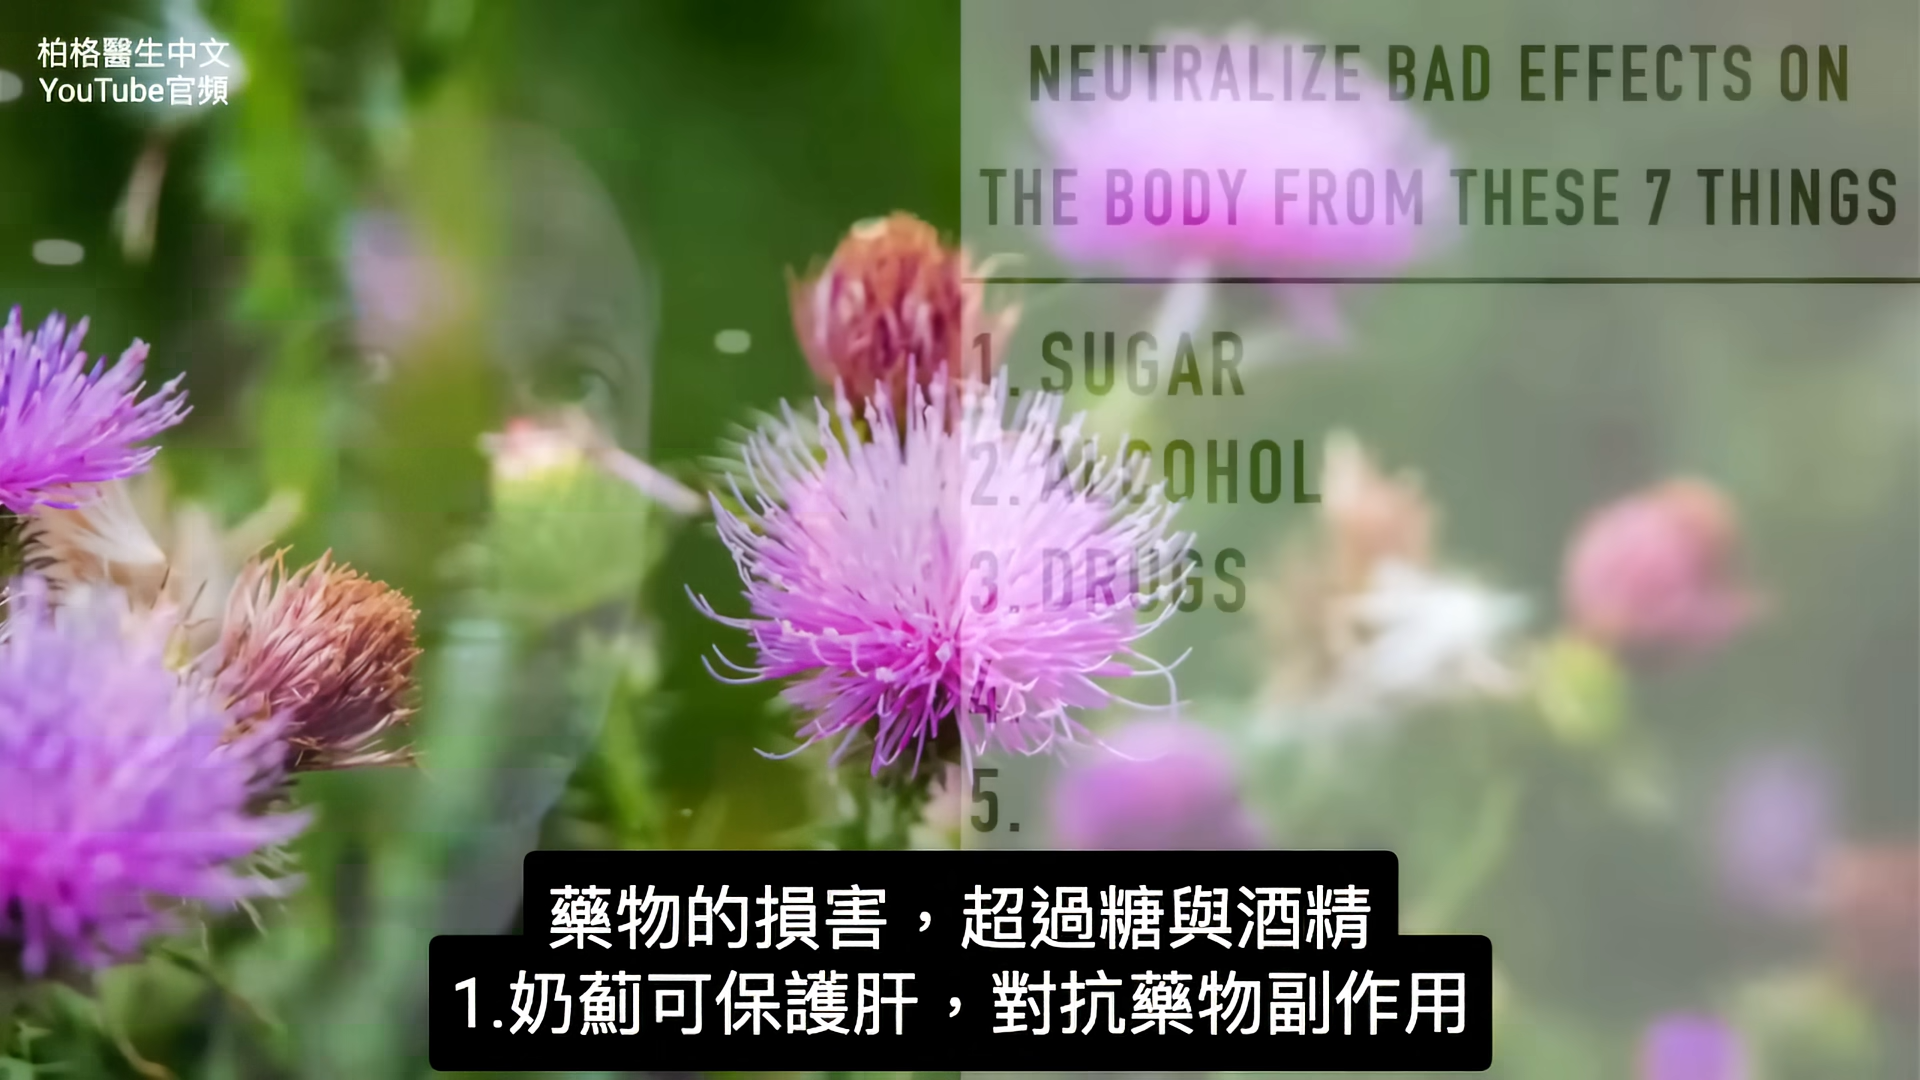 柏格醫生中文
YouTube官頻
NEUTRALIZE BAD EFFECTS ON
THE BODY FROM THESE 7 THINGS
1. SUGAR
2. ALCOHOL
3. DRUGS
4.
5.
藥物的損害，超過糖與酒精
1.奶薊可保護肝，對抗藥物副作用